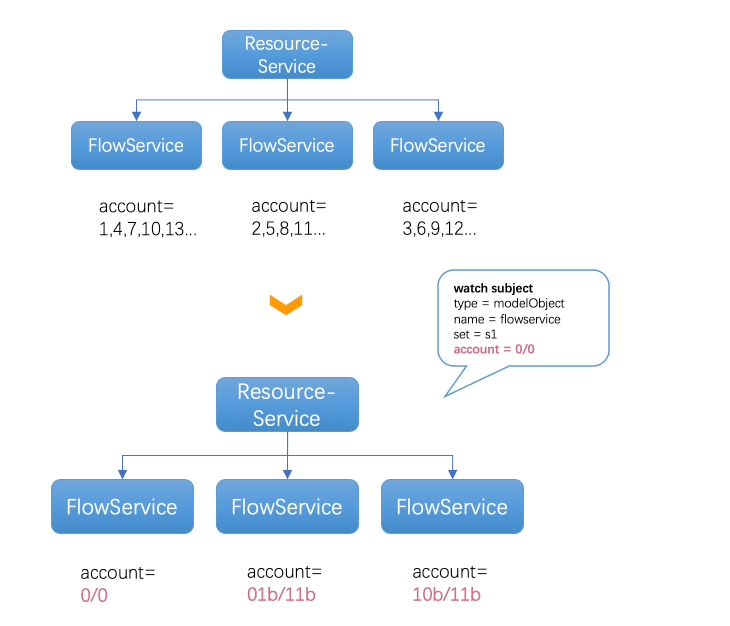 Resource-
Service
FlowService
FlowService
FlowService
account=
1,4,7,10,13...
account=
2,5,8,11...
account=
3,6,9,12...
watch subject
type = modelObject
name = flowservice
set = s1
account = 0/0
Resource-
Service
FlowService
FlowService
FlowService
account=
0/0
account=
01b/11b
account=
10b/11b